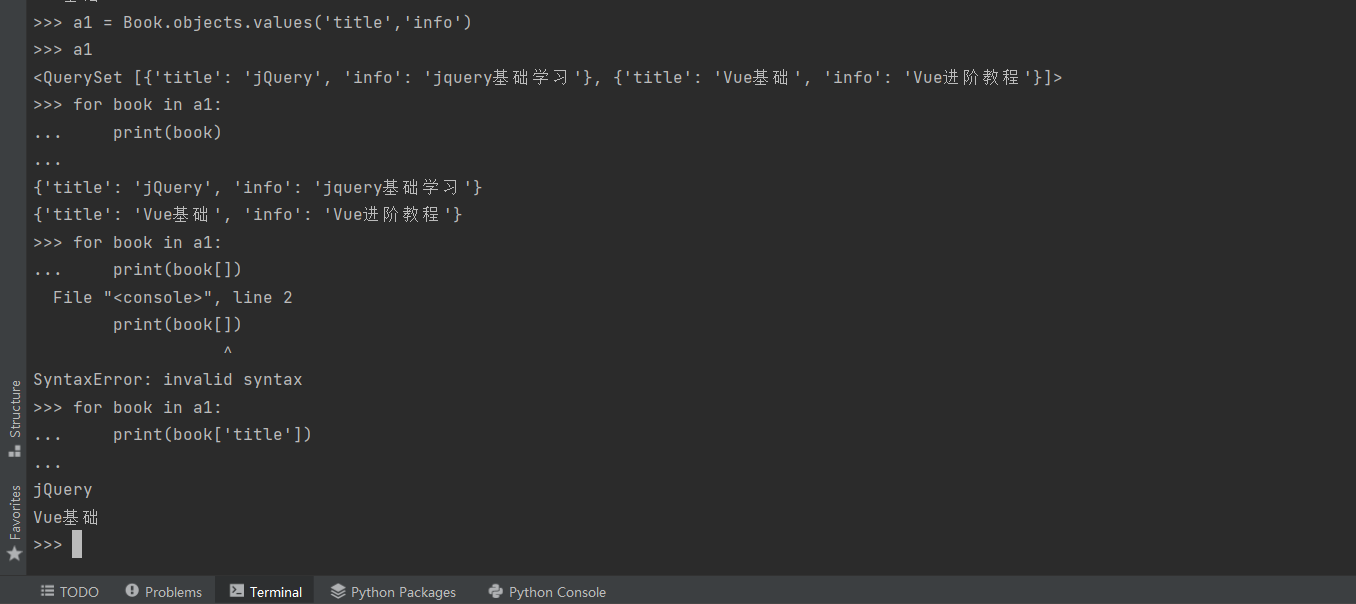 >>> a1 = Book.objects.values('title','info')
>>> a1
<QuerySet [{'title': 'jQuery', 'info': 'jquery基础学习'}, {'title': 'Vue基础', 'info': 'Vue进阶教程'}]>
>>> for book in a1:
...     print(book)
...
{'title': 'jQuery', 'info': 'jquery基础学习'}
{'title': 'Vue基础', 'info': 'Vue进阶教程'}
>>> for book in a1:
...     print(book[])
  File "<console>", line 2
        print(book[])
                   ^
SyntaxError: invalid syntax
>>> for book in a1:
...     print(book['title'])
...
jQuery
Vue基础
>>>
Structure
Favorites
TODO Problems Terminal Python Packages Python Console